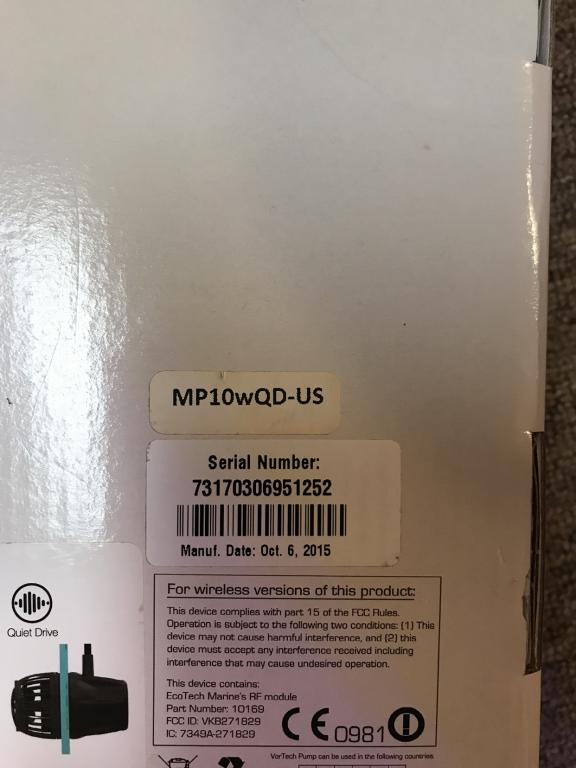 MP10wQD-US
Serial Number:
73170306951252
Manuf. Date: Oct. 6, 2015
Quiet Drive
For wireless versions of this product:
This device complies with part 15 of the FCC Rules.
Operation is subject to the following two conditions: (1) This
device may not cause harmful interference, and (2) this
device must accept any interference received including
interference that may cause undesired operation.
This device contains:
EcoTech Marine's RF module
Part Number: 10169
FCC ID: VKB271829
IC: 7349A-271829
CE 0981
VorTech Pump can be used in the following countries